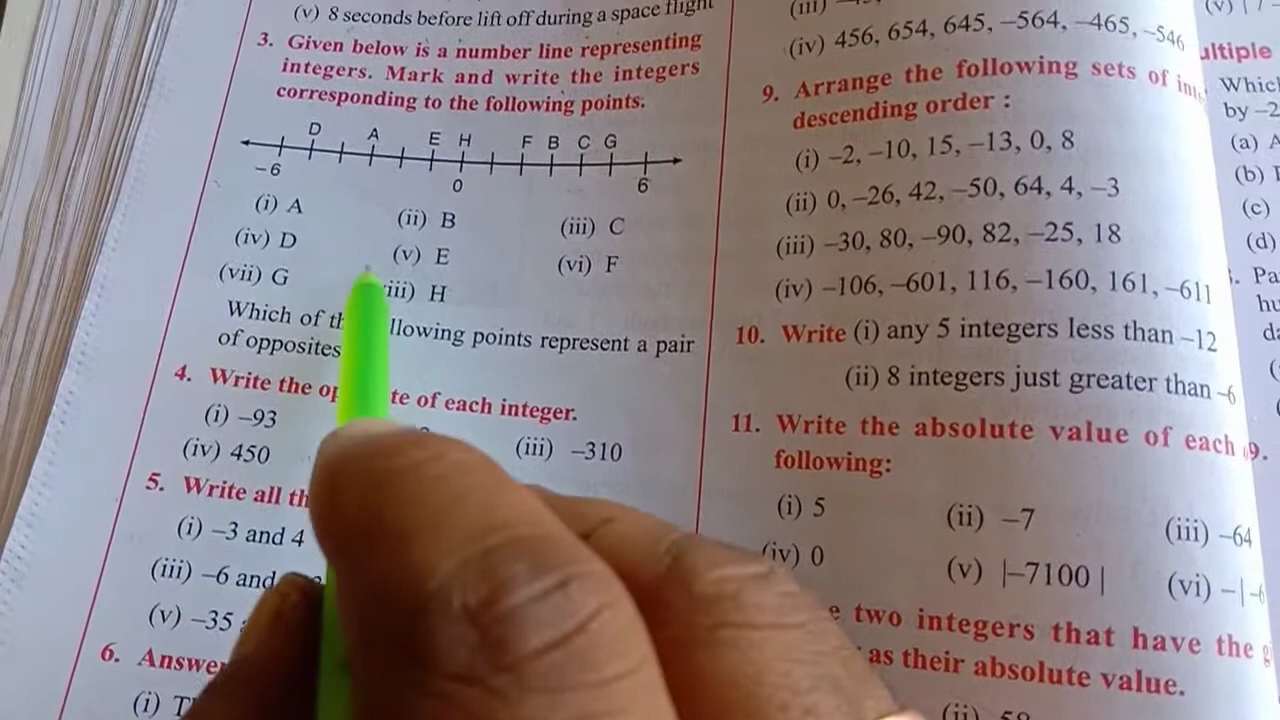 (v) 8 seconds before lift off during a space flight
3. Given below is a number line representing
integers. Mark and write the integers
corresponding to the following points.
D A E H F B C G
-6 0 6
(i) A (ii) B (iii) C
(iv) D (v) E (vi) F
(vii) G iii) H
Which of llowing points represent a pair
of opposites
4. Write the te of each integer.
(i) -93
(iii) -310
(iv) 450
5. Write all
(i) -3 and 4
(iii) -6 and
(v) -35
6.
(i)
(iii)
(iv) 456, 654, 645, -564, -465, -546
9. Arrange the following sets of
descending order :
(i) -2, -10, 15, -13, 0, 8
(ii) 0, -26, 42, -50, 64, 4, -3
(iii) -30, 80, -90, 82, -25, 18
(iv) -106, -601, 116, -160, 161, -611
10. Write (i) any 5 integers less than -12
(ii) 8 integers just greater than -6
11. Write the absolute value of each
following:
(i) 5 (ii) -7 (iii) -64
(iv) 0 (v) |-7100 | (vi)
two integers that have the
as their absolute value.
(ii)
(v)
ultiple
by -2
(a) A
(b)
(c)
(d)
9.